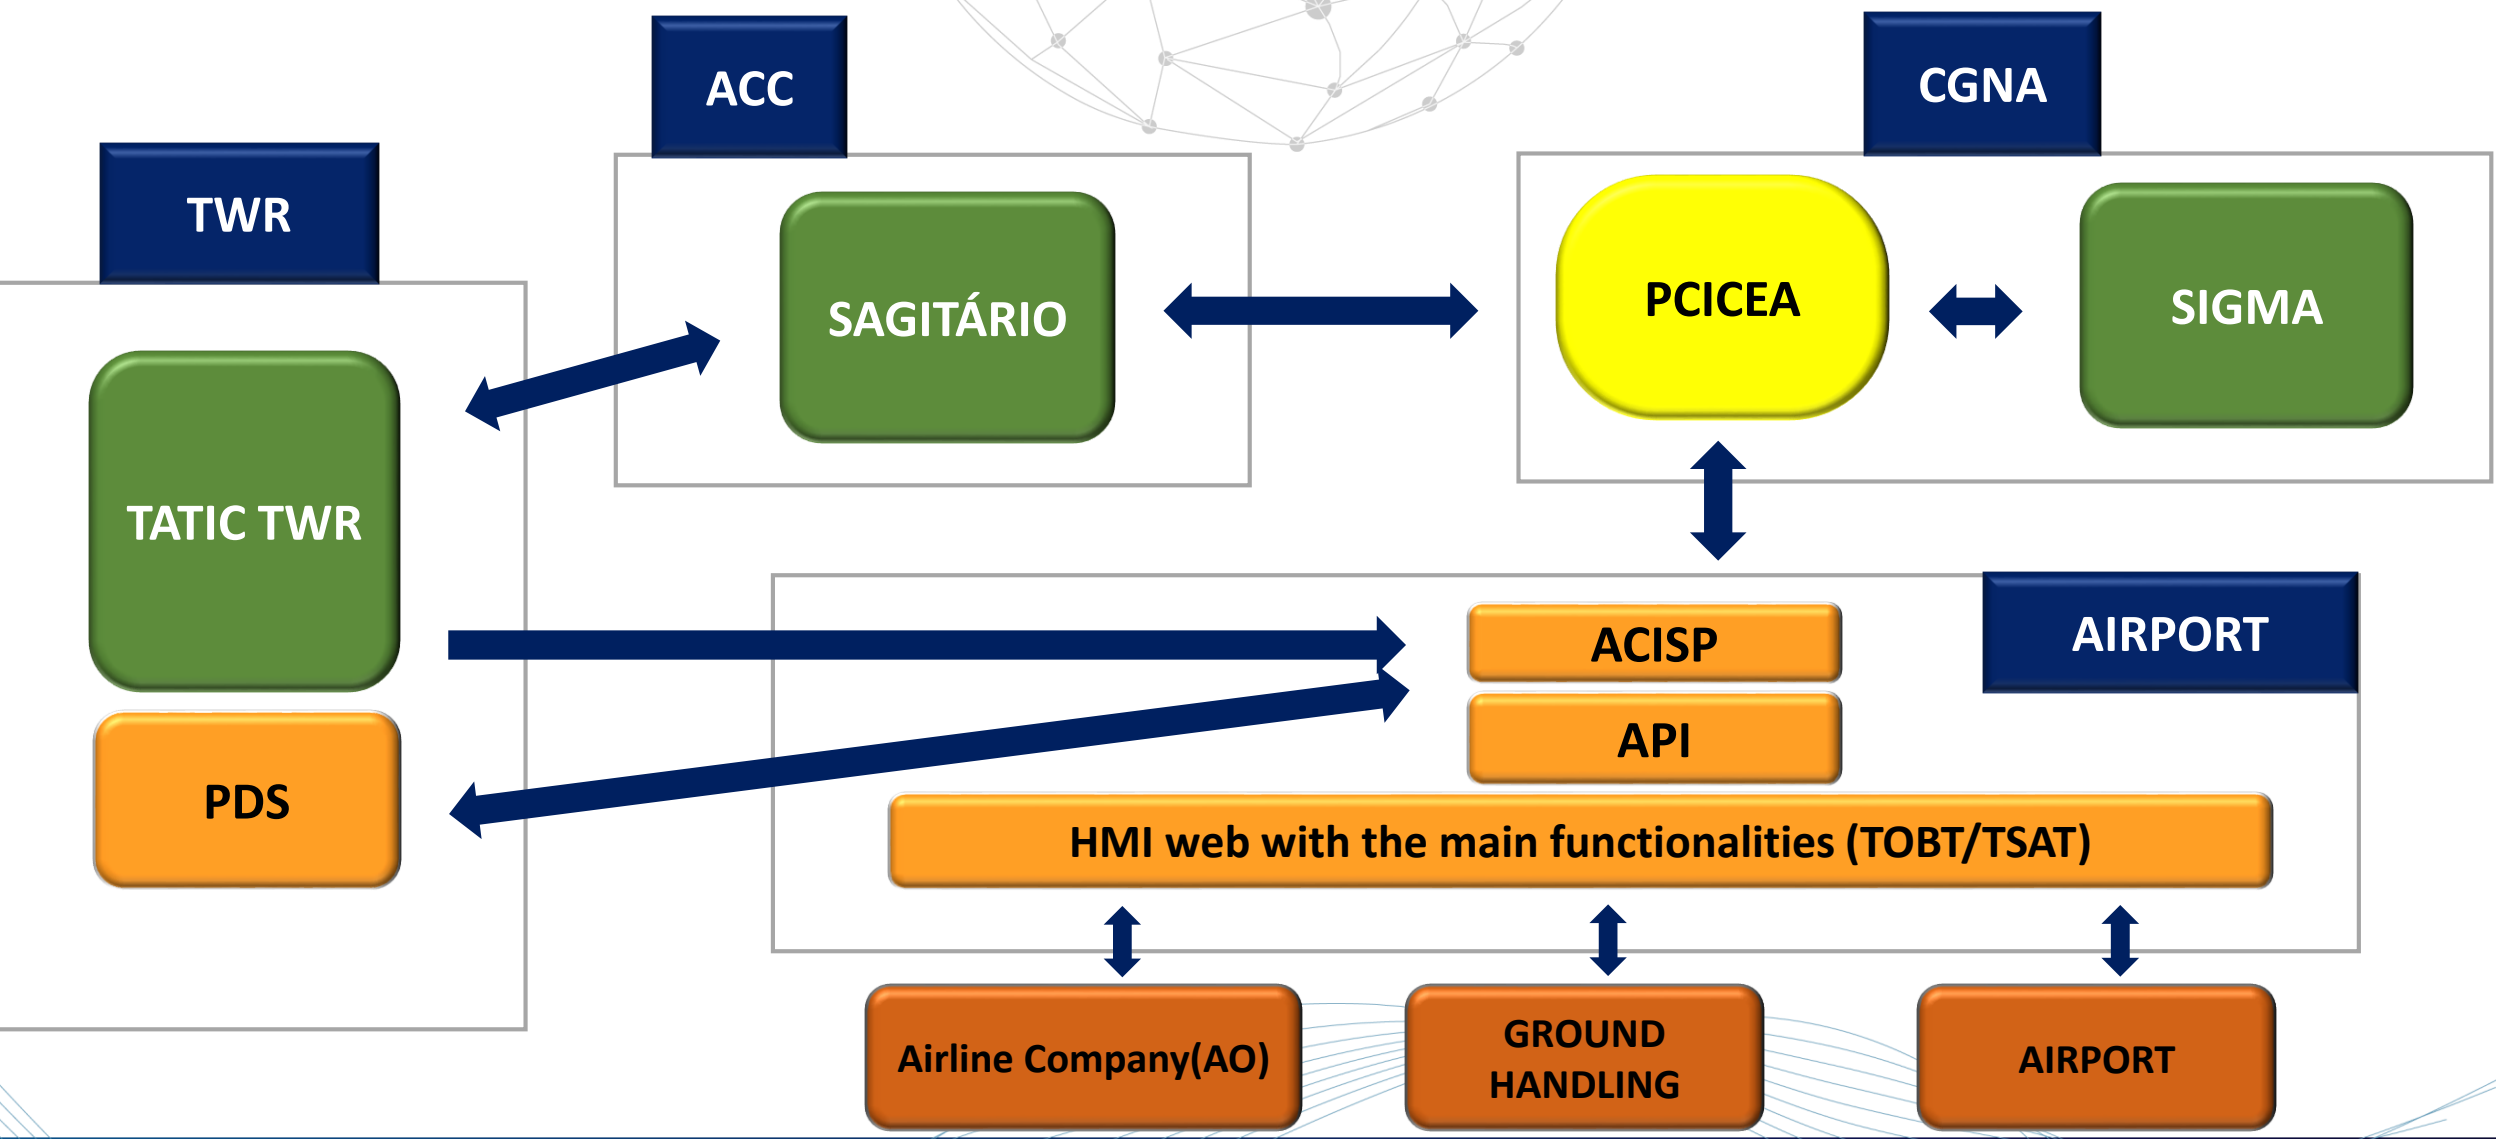 ACC
CGNA
TWR
SAGITÁRIO
PCICEA
SIGMA
TATIC TWR
ACISP
AIRPORT
API
PDS
HMI web with the main functionalities (TOBT/TSAT)
Airline Company(AO)
GROUND
HANDLING
AIRPORT